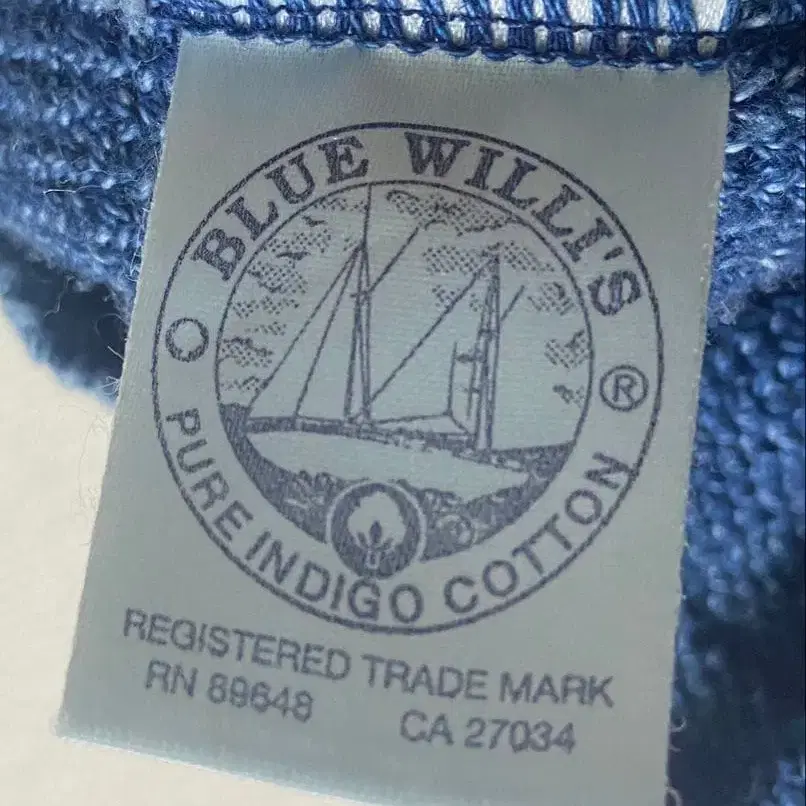 BLUE WILLI'S
®
PURE INDIGO COTTON
REGISTERED TRADE MARK
RN 89648 CA 27034